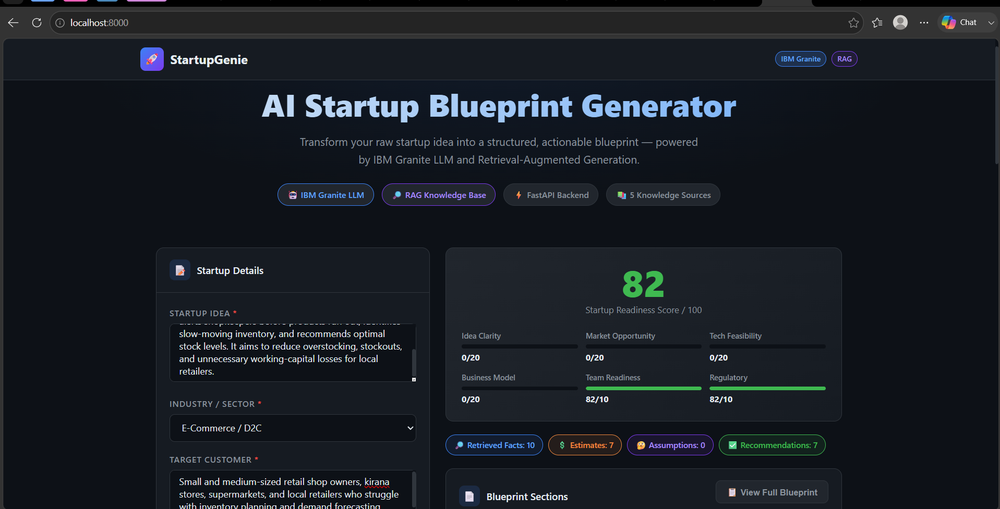 localhost:8000
Chat
StartupGenie
IBM Granite
RAG
AI Startup Blueprint Generator
Transform your raw startup idea into a structured, actionable blueprint — powered
by IBM Granite LLM and Retrieval-Augmented Generation.
IBM Granite LLM
RAG Knowledge Base
FastAPI Backend
5 Knowledge Sources
Startup Details
STARTUP IDEA *
slow-moving inventory, and recommends optimal
stock levels. It aims to reduce overstocking, stockouts,
and unnecessary working-capital losses for local
retailers.
INDUSTRY / SECTOR *
E-Commerce / D2C
TARGET CUSTOMER *
Small and medium-sized retail shop owners, kirana
stores, supermarkets, and local retailers who struggle
with inventory planning and demand forecasting
82
Startup Readiness Score / 100
Idea Clarity
0/20
Market Opportunity
0/20
Tech Feasibility
0/20
Business Model
0/20
Team Readiness
82/10
Regulatory
82/10
Retrieved Facts: 10
$ Estimates: 7
Assumptions: 0
Recommendations: 7
Blueprint Sections
View Full Blueprint